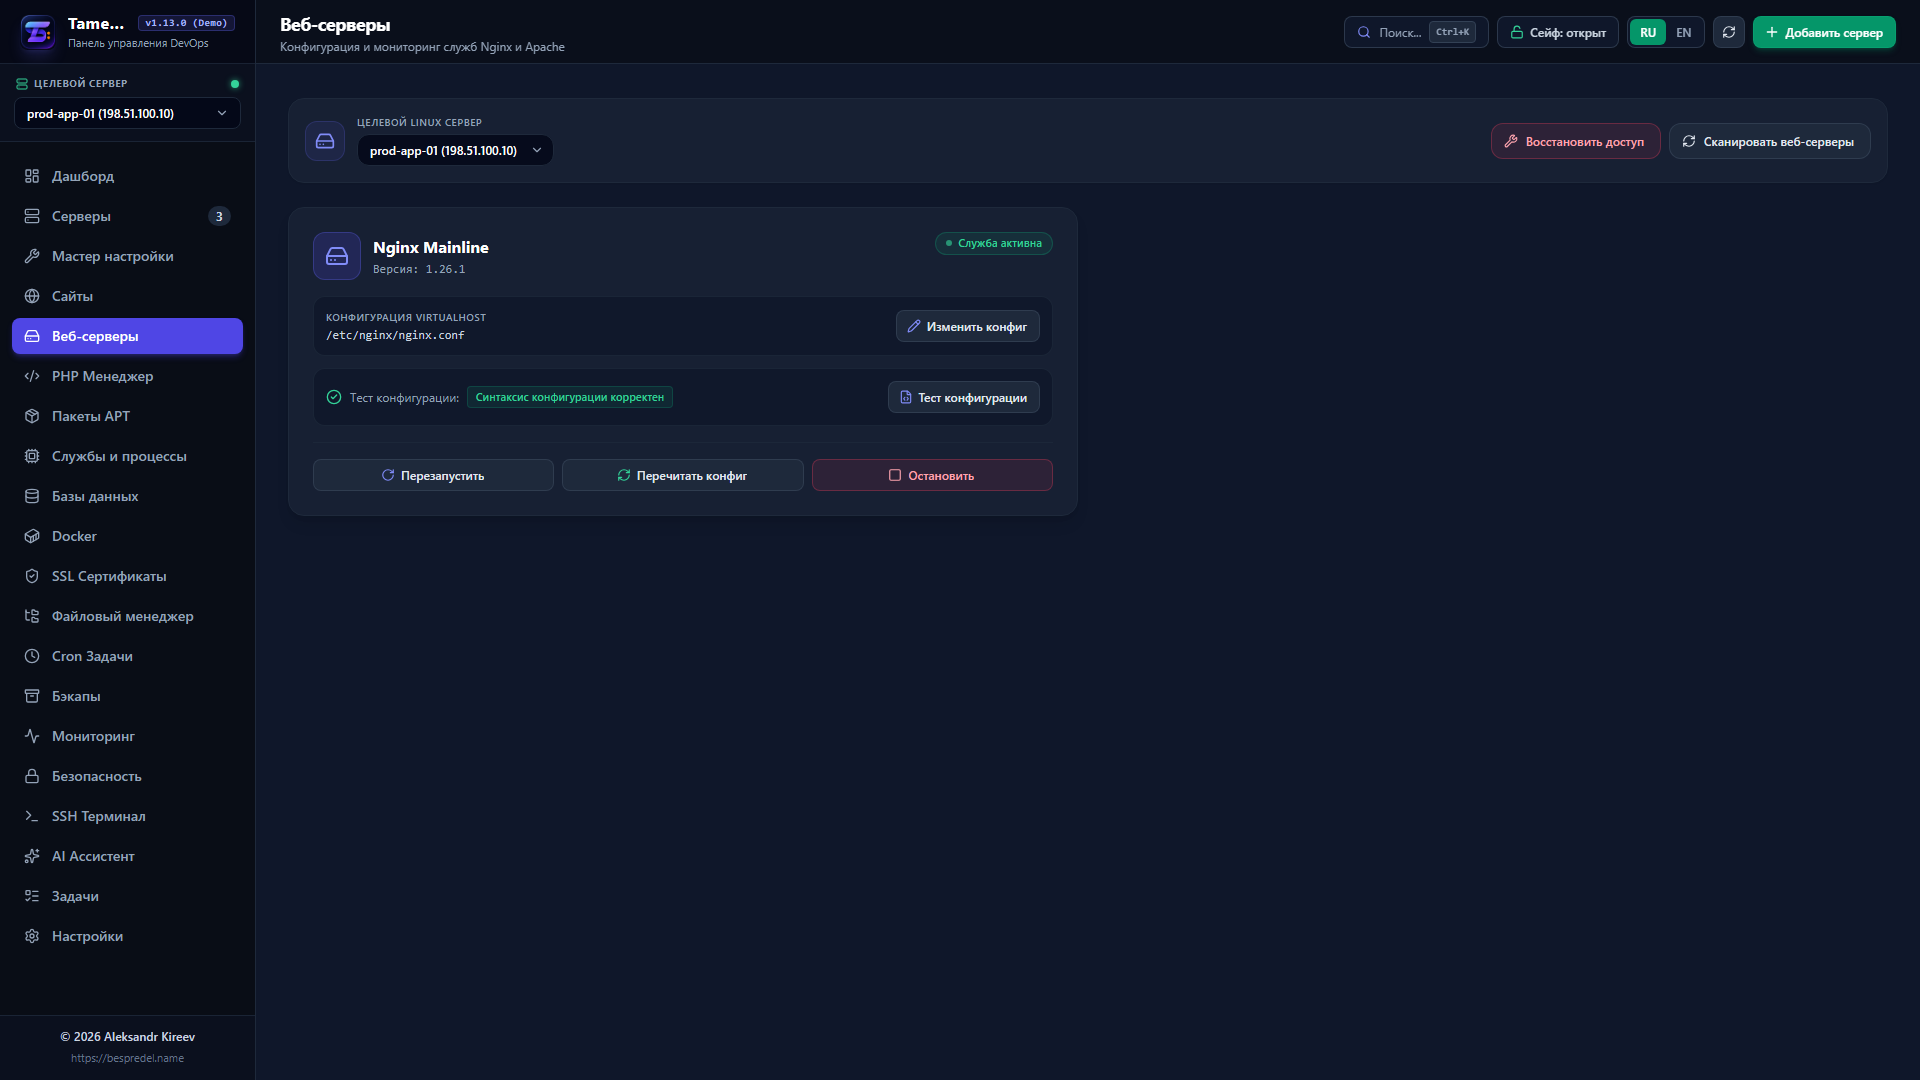 Tame...
v1.13.0 (Demo)
Панель управления DevOps
ЦЕЛЕВОЙ СЕРВЕР
prod-app-01 (198.51.100.10)
Дашборд
Серверы
3
Мастер настройки
Сайты
Веб-серверы
PHP Менеджер
Пакеты APT
Службы и процессы
Базы данных
Docker
SSL Сертификаты
Файловый менеджер
Cron Задачи
Бэкапы
Мониторинг
Безопасность
SSH Терминал
AI Ассистент
Задачи
Настройки
© 2026 Aleksandr Kireev
https://bespredel.name
Веб-серверы
Конфигурация и мониторинг служб Nginx и Apache
Поиск...
Ctrl+K
Сейф: открыт
RU
EN
Добавить сервер
ЦЕЛЕВОЙ LINUX СЕРВЕР
prod-app-01 (198.51.100.10)
Восстановить доступ
Сканировать веб-серверы
Nginx Mainline
Версия: 1.26.1
Служба активна
КОНФИГУРАЦИЯ VIRTUALHOST
/etc/nginx/nginx.conf
Изменить конфиг
Тест конфигурации:
Синтаксис конфигурации корректен
Тест конфигурации
Перезапустить
Перечитать конфиг
Остановить